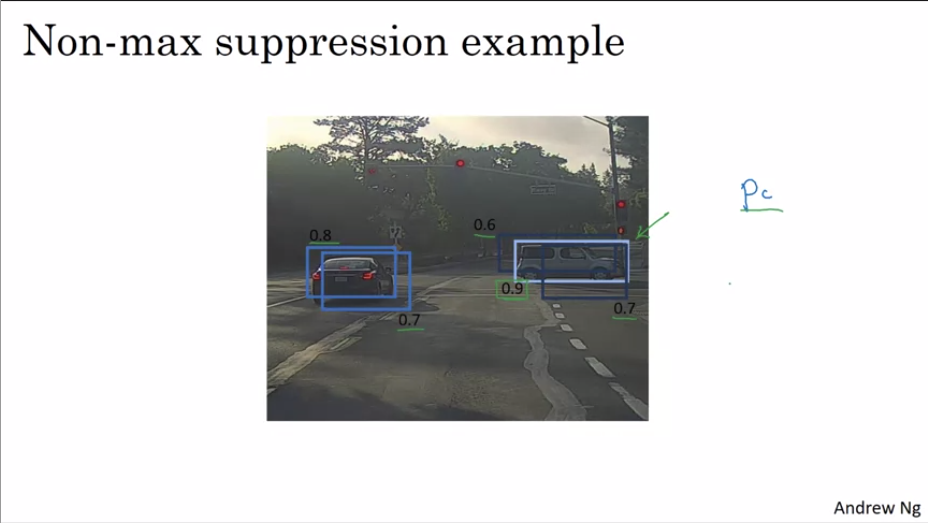 Non-max suppression example
pc
0.6
0.8
0.9
0.7
0.7
Andrew Ng